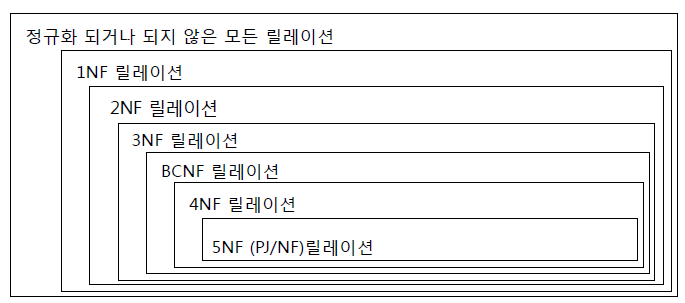 정규화 되거나 되지 않은 모든 릴레이션
1NF 릴레이션
2NF 릴레이션
3NF 릴레이션
BCNF 릴레이션
4NF 릴레이션
5NF (PJ/NF)릴레이션